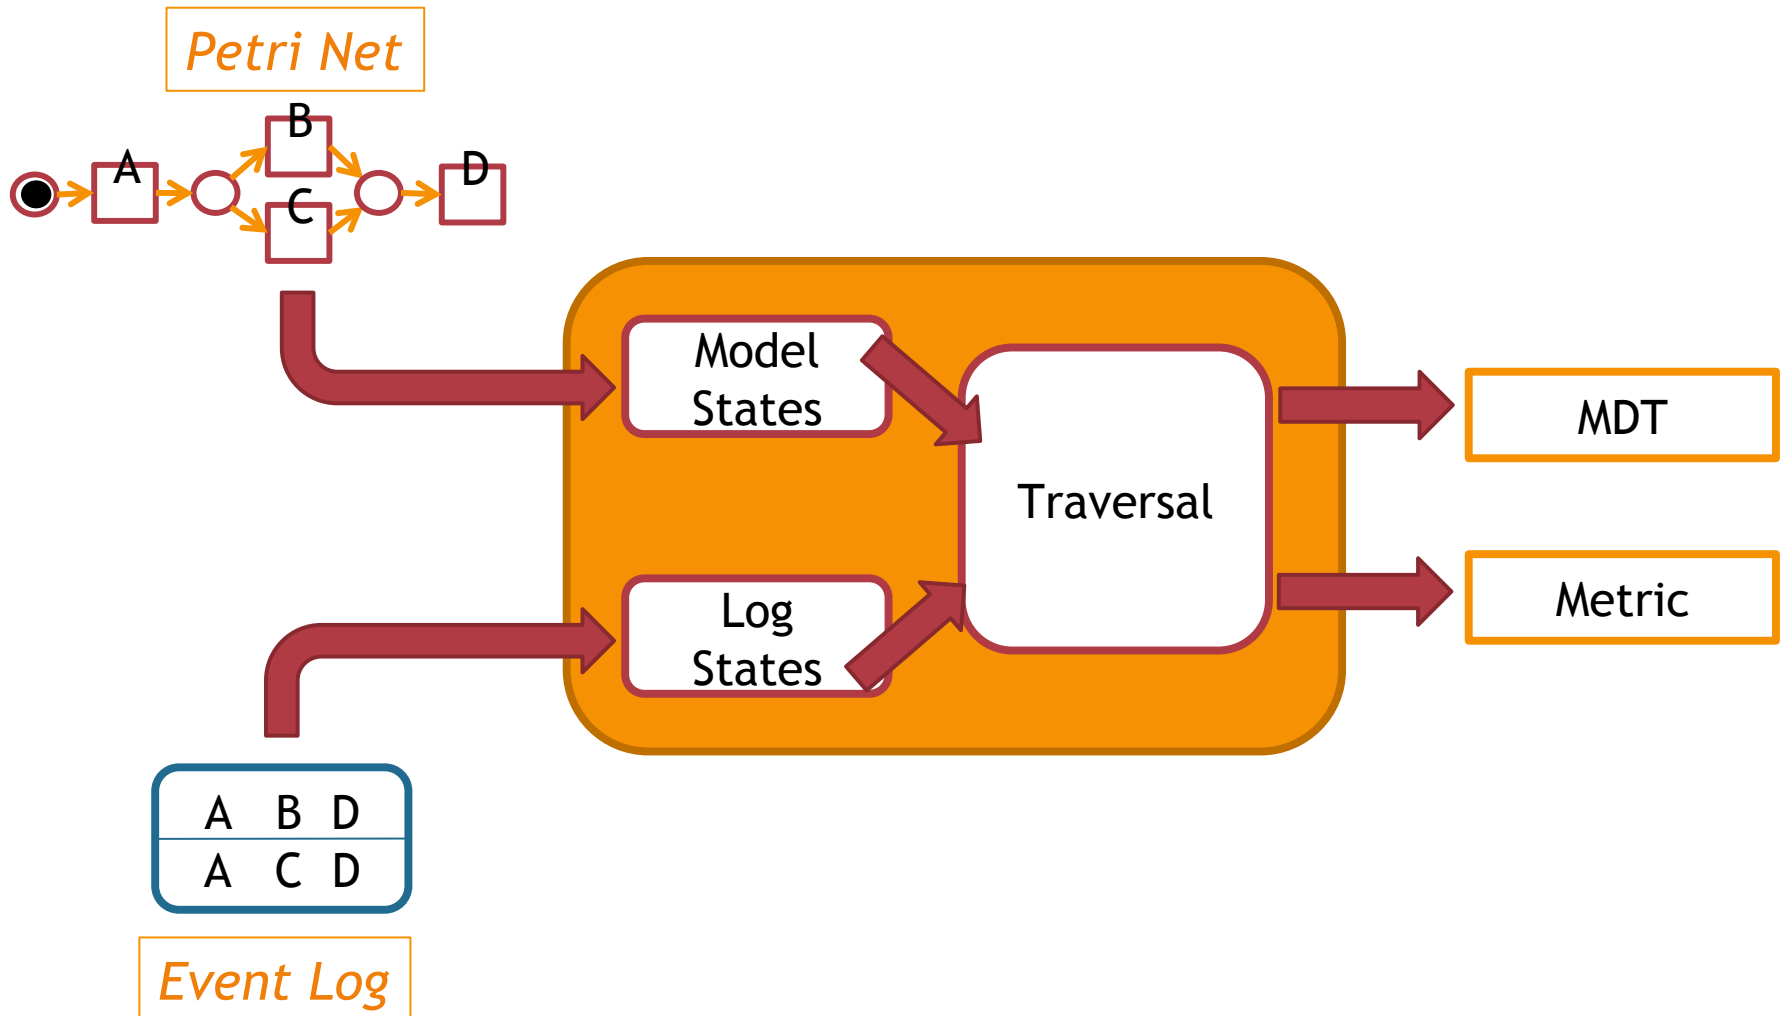 Petri Net
B
A
D
C
Model
States
MDT
Traversal
Metric
Log
States
A B D
A C D
Event Log